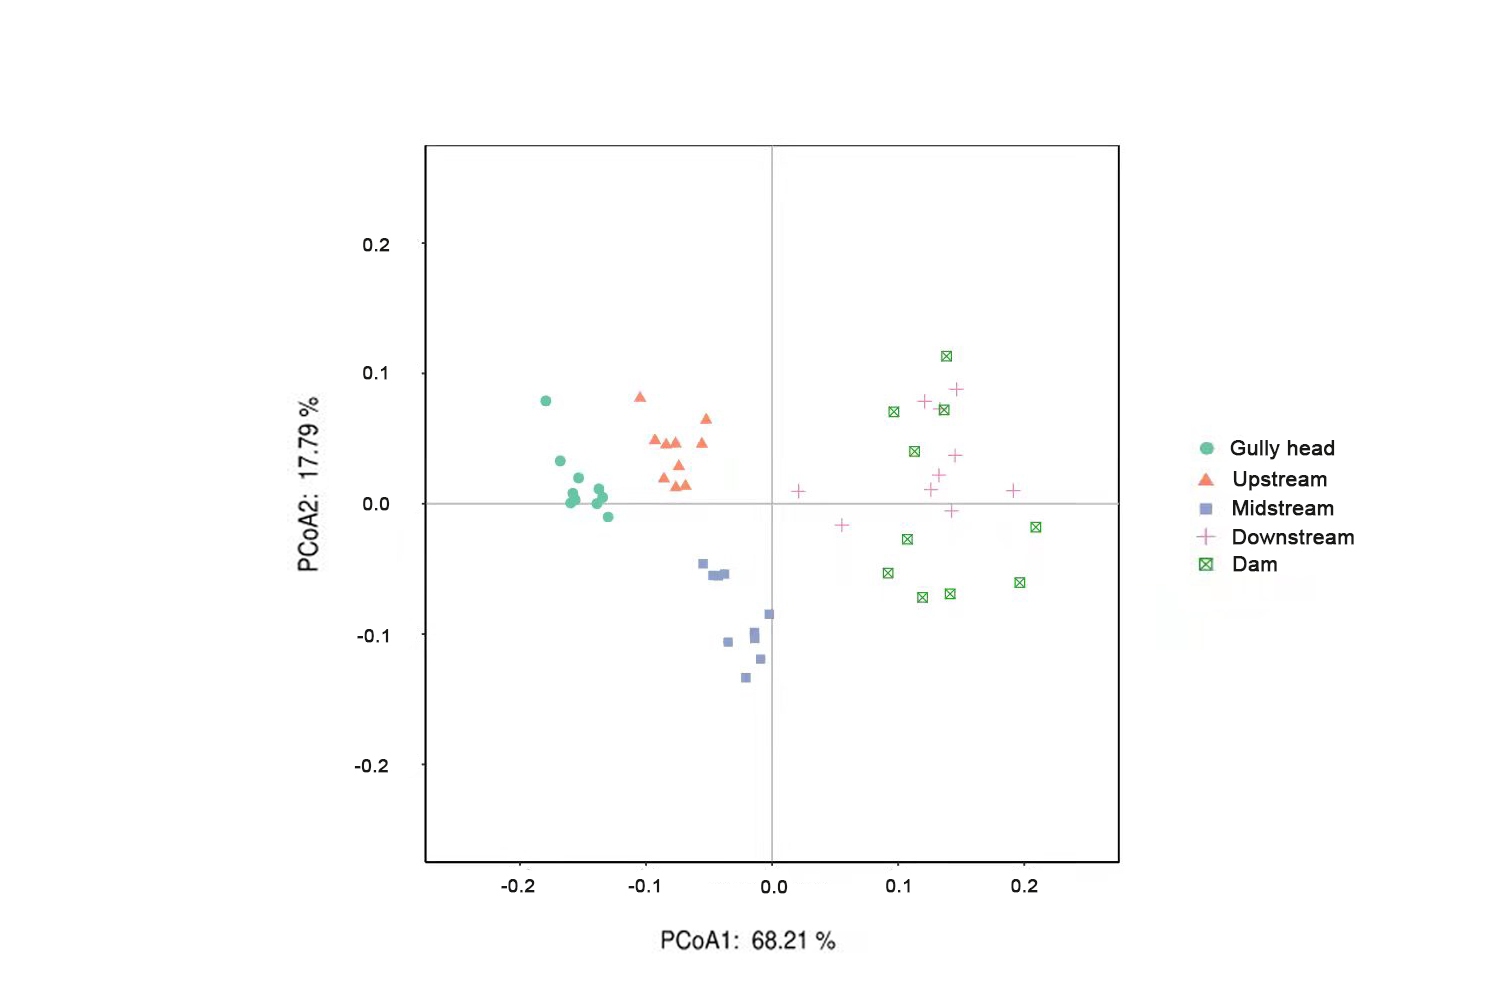 0.2
0.1
0.0
-0.1
-0.2
PCoA2: 17.79 %
-0.2 -0.1 0.0 0.1 0.2
PCoA1: 68.21 %
Gully head
Upstream
Midstream
Downstream
Dam